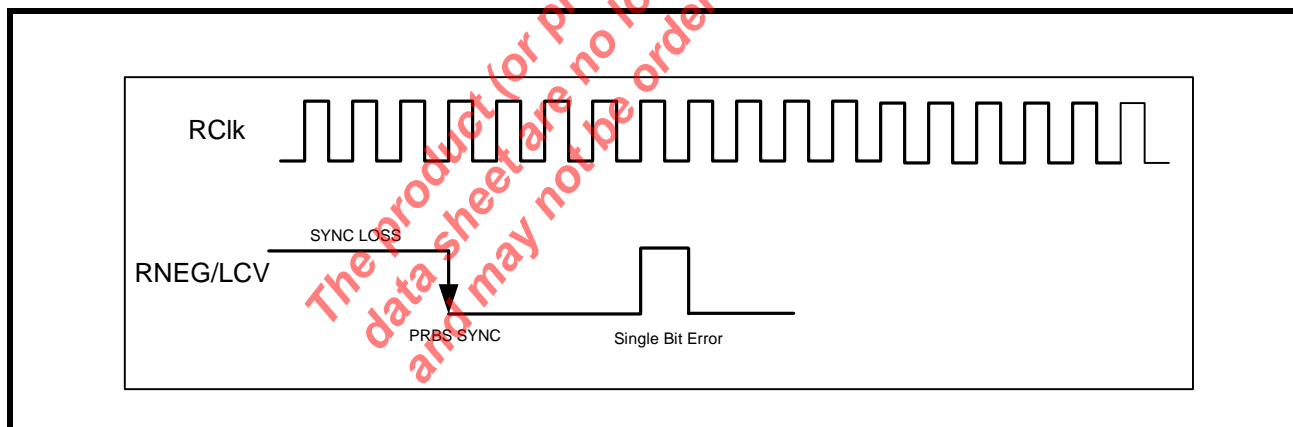 RClk
SYNC LOSS
RNEG/LCV
PRBS SYNC
Single Bit Error
The product (or
data sheet are no
and may not be order